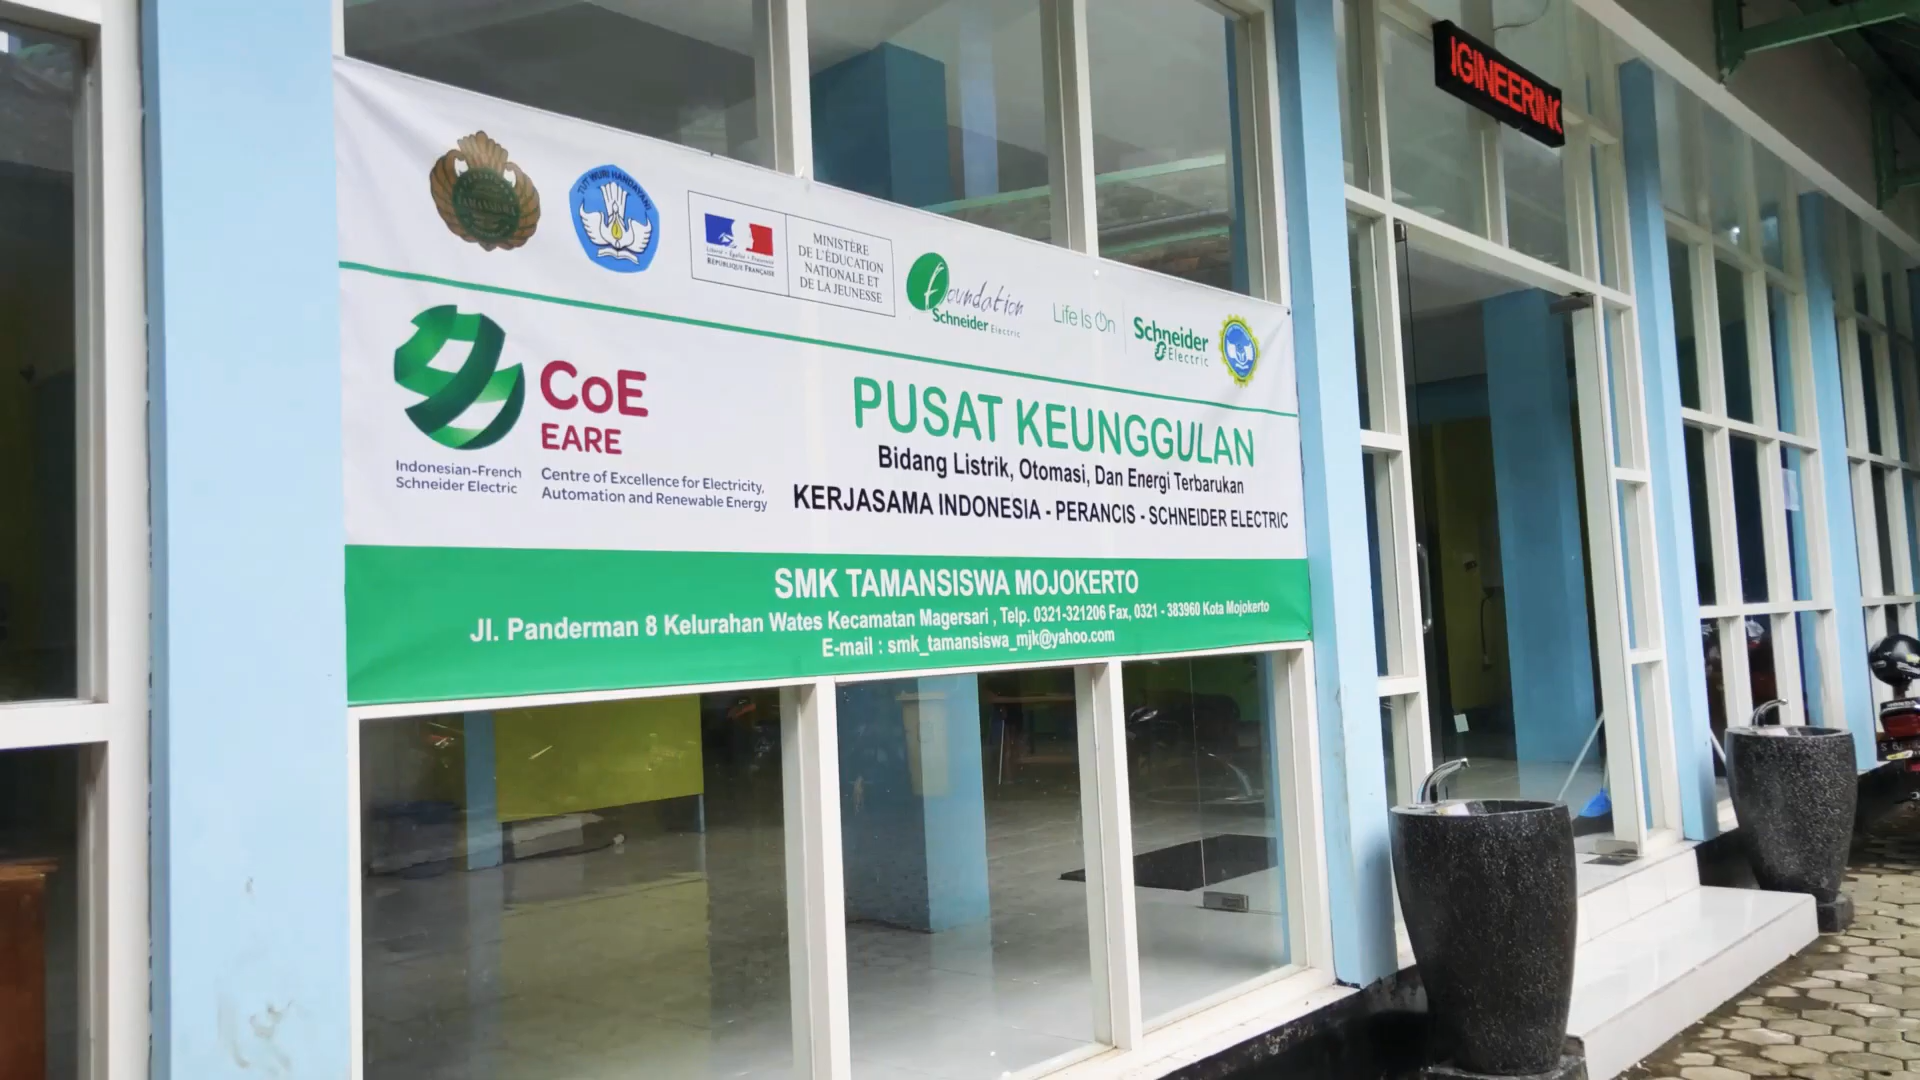 IGINEERING
TAMANSISWA
TUT WURI HANDAYANI
Liberté • Égalité • Fraternité
RÉPUBLIQUE FRANÇAISE
MINISTÈRE
DE L'ÉDUCATION
NATIONALE ET
DE LA JEUNESSE
foundation
Schneider Electric
Life Is On
Schneider
Electric
CoE
EARE
Indonesian-French
Schneider Electric
Centre of Excellence for Electricity,
Automation and Renewable Energy
PUSAT KEUNGGULAN
Bidang Listrik, Otomasi, Dan Energi Terbarukan
KERJASAMA INDONESIA - PERANCIS - SCHNEIDER ELECTRIC
SMK TAMANSISWA MOJOKERTO
Jl. Panderman 8 Kelurahan Wates Kecamatan Magersari , Telp. 0321-321206 Fax, 0321 - 383960 Kota Mojokerto
E-mail : smk_tamansiswa_mjk@yahoo.com